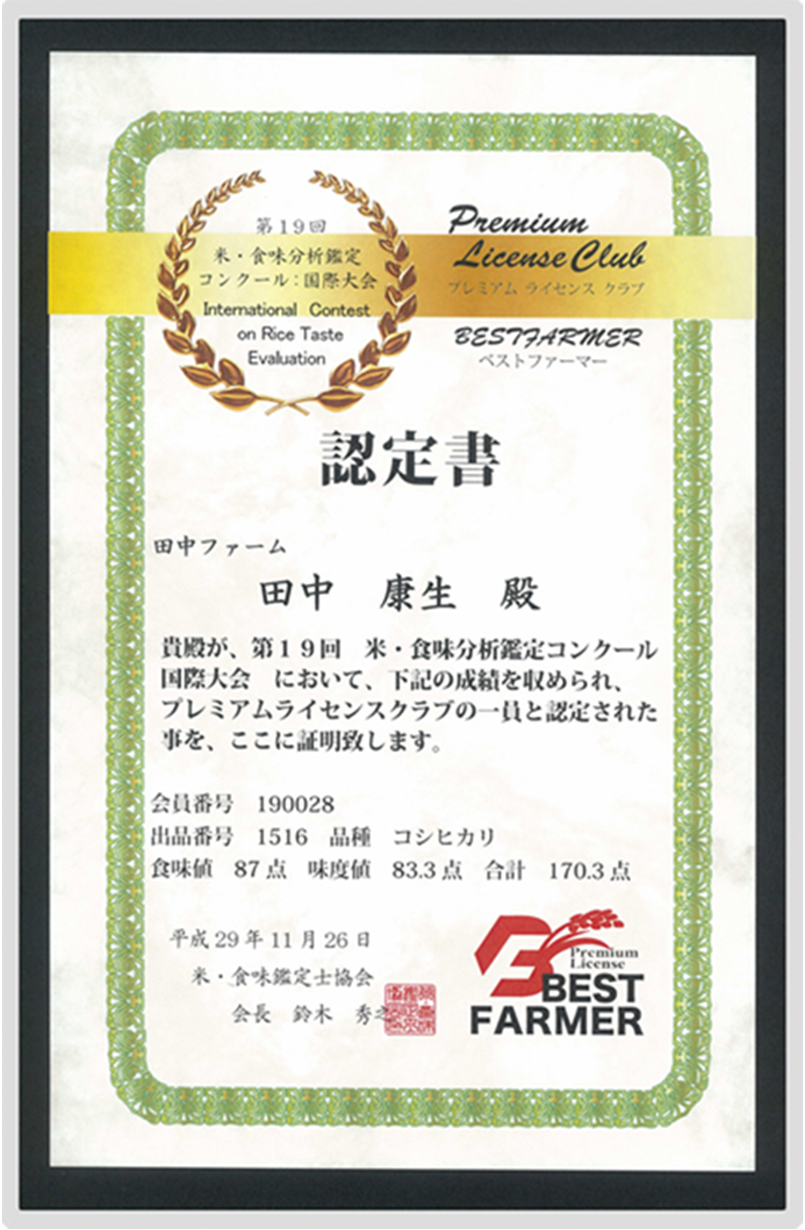 第19回
米・食味分析鑑定
コンクール:国際大会
International Contest
on Rice Taste
Evaluation
Premium
License Club
プレミアム ライセンス クラブ
BESTFARMER
ベストファーマー
認定書
田中ファーム
田中 康生 殿
貴殿が、第19回 米・食味分析鑑定コンクール
国際大会 において、下記の成績を収められ、
プレミアムライセンスクラブの一員と認定された
事を、ここに証明致します。
会員番号 190028
出品番号 1516 品種 コシヒカリ
食味値 87点 味度値 83.3点 合計 170.3点
平成29年11月26日
米・食味鑑定士協会
会長 鈴木 秀之
Premium
License
BEST
FARMER